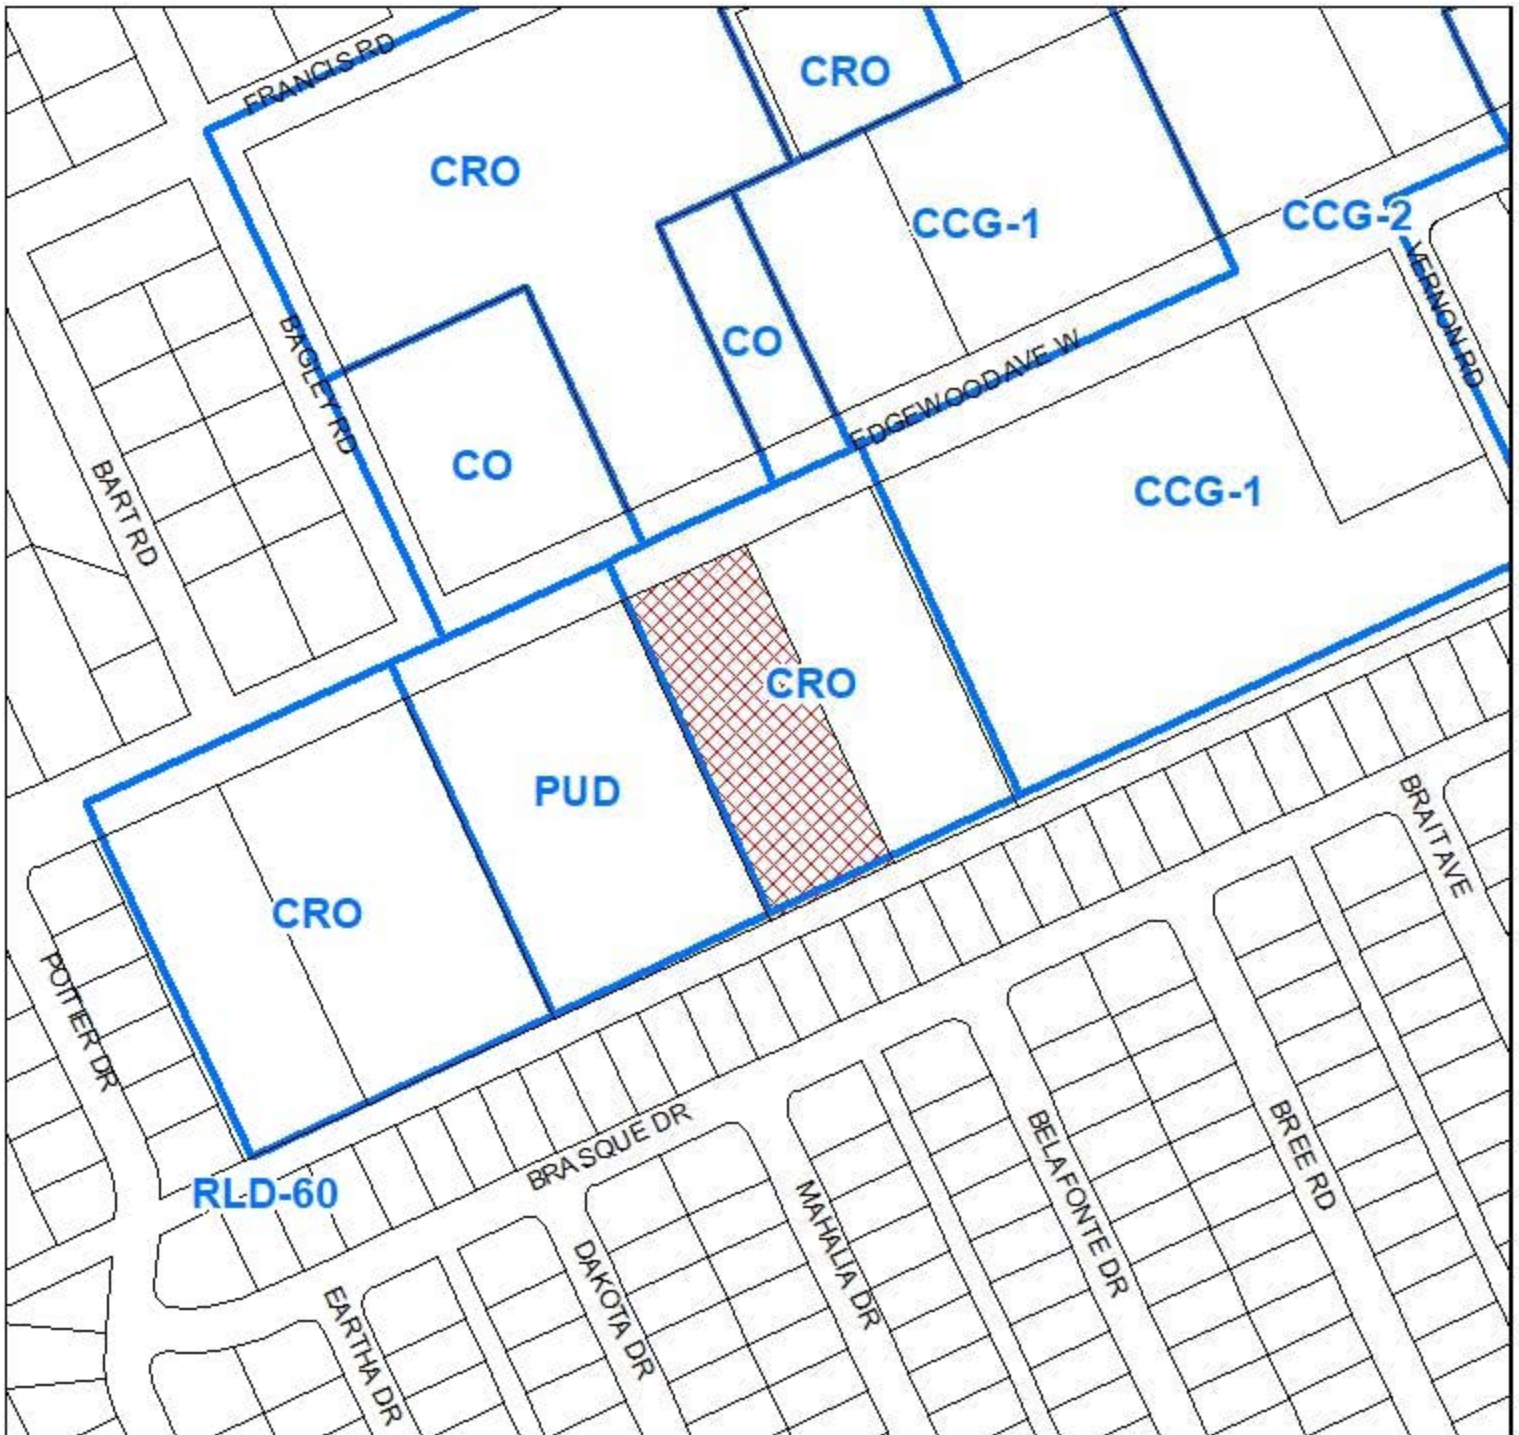 FRANCIS RD
CRO
CRO
CCG-1
CCG-2
VERNON RD
BAGLEY RD
CO
EDGEWOOD AVE W
CO
BART RD
CCG-1
CRO
PUD
BRAIT AVE
CRO
POITIER DR
RLD-60
BRASQUE DR
BELAFONTE DR
BREE RD
MAHALIA DR
DAKOTA DR
EARTHA DR